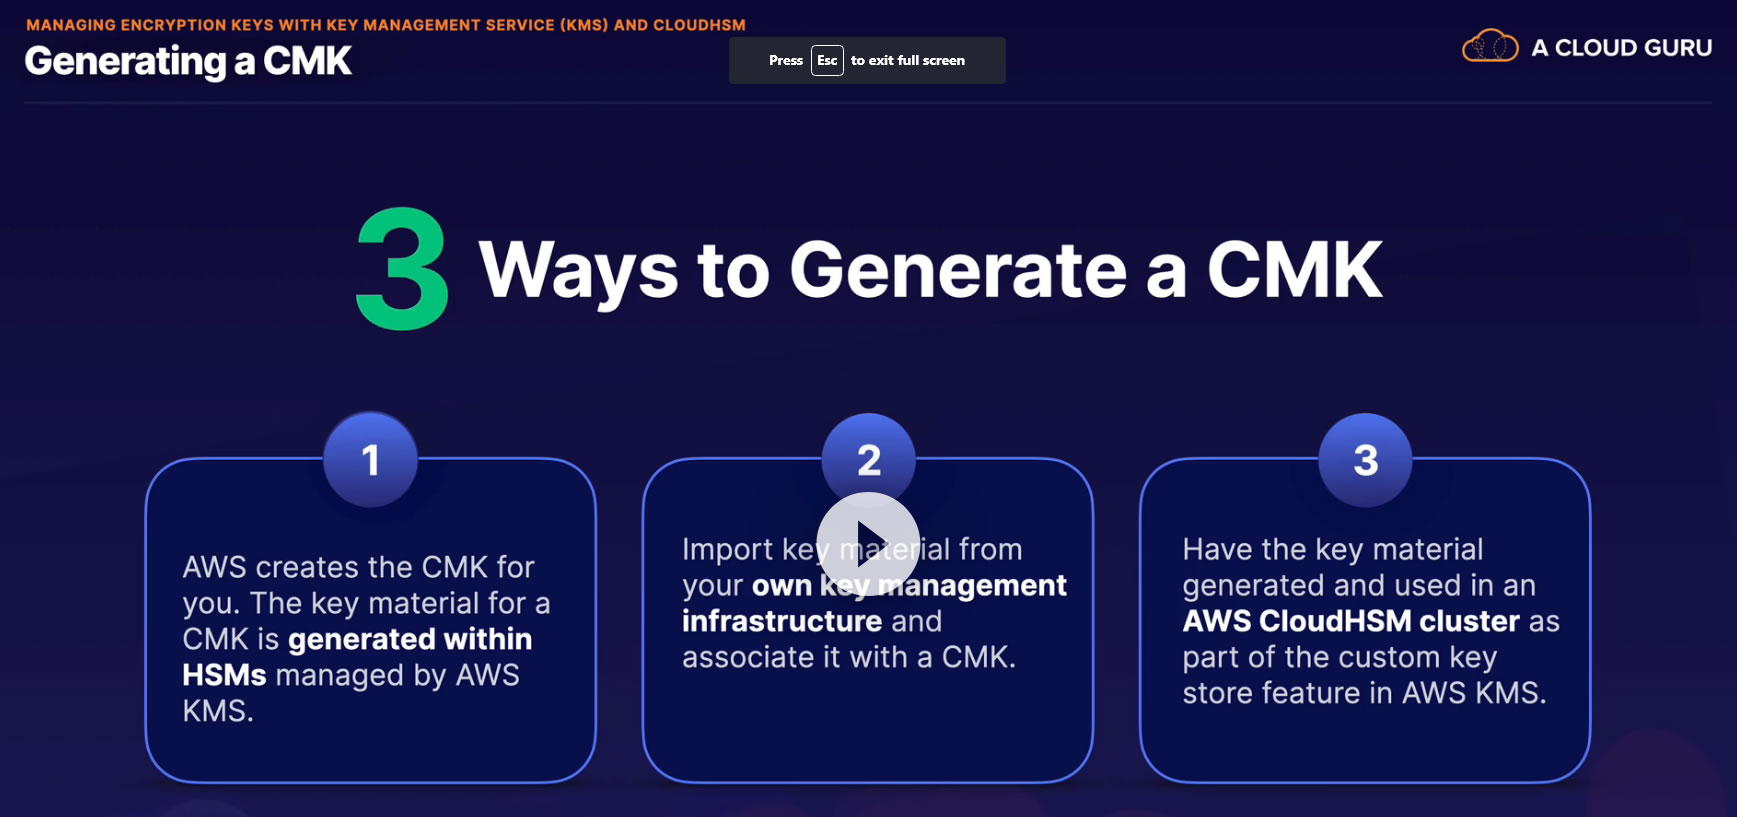 MANAGING ENCRYPTION KEYS WITH KEY MANAGEMENT SERVICE (KMS) AND CLOUDHSM
Generating a CMK
Press Esc to exit full screen
A CLOUD GURU
3 Ways to Generate a CMK
1
AWS creates the CMK for
you. The key material for a
CMK is generated within
HSMs managed by AWS
KMS.
2
Import key material from
your own key management
infrastructure and
associate it with a CMK.
3
Have the key material
generated and used in an
AWS CloudHSM cluster as
part of the custom key
store feature in AWS KMS.